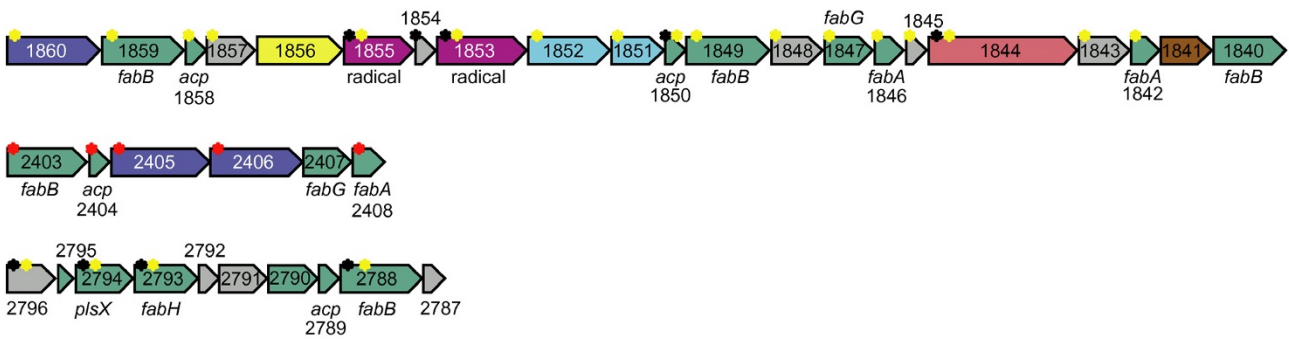 1854 fabG 1845
1860 1859 1857 1856 1855 1853 1852 1851 1849 1848 1847 1844 1843 1841 1840
fabB acp radical radical acp fabB fabA fabA fabB
1858 1850 1846 1842
2403 2405 2406 2407
fabB acp fabG fabA
2404 2408
2795 2792
2794 2793 2791 2790 2788
2796 plsX fabH acp fabB 2787
2789